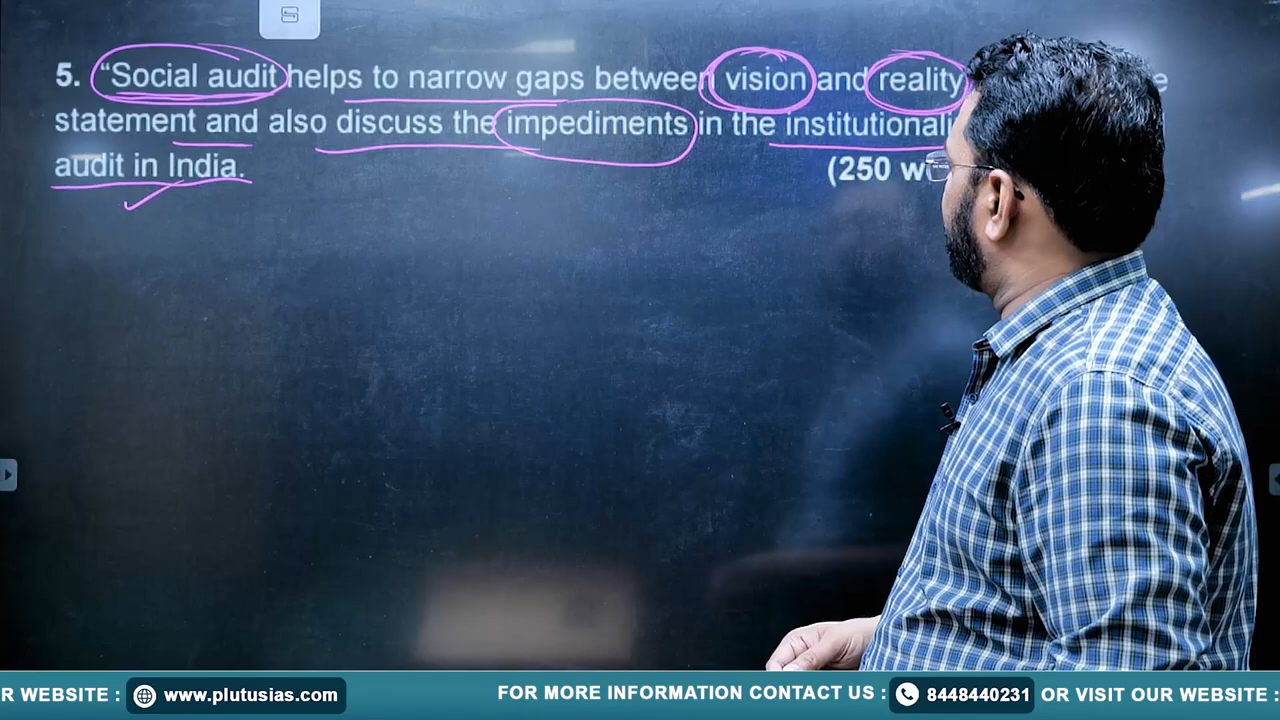 5. “Social audit helps to narrow gaps between vision and reality
statement and also discuss the impediments in the
audit in India.
(250
R WEBSITE : www.plutusias.com FOR MORE INFORMATION CONTACT US : 8448440231 OR VISIT OUR WEBSITE :